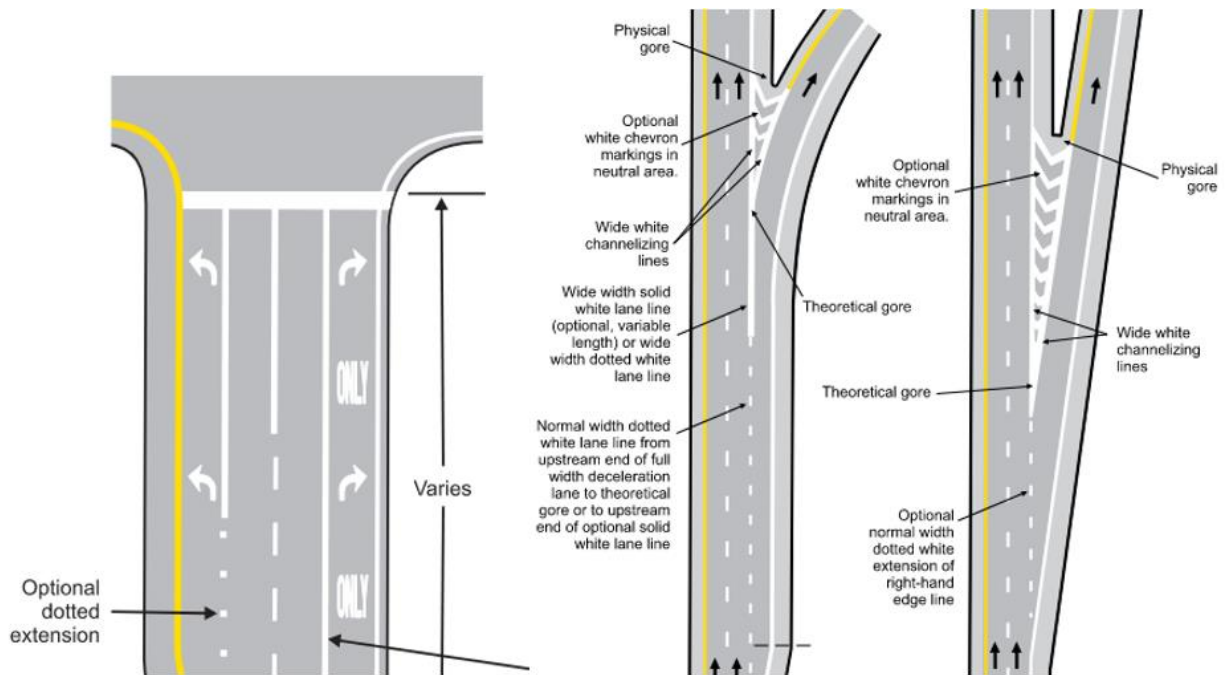 ONLY
ONLY
Varies
Optional
dotted
extension
Physical
gore
Optional
white chevron
markings in
neutral area.
Wide white
channelizing
lines
Wide width solid
white lane line
(optional, variable
length) or wide
width dotted white
lane line
Theoretical gore
Normal width dotted
white lane line from
upstream end of full
width deceleration
lane to theoretical
gore or to upstream
end of optional solid
white lane line
Optional
white chevron
markings in
neutral area.
Physical
gore
Wide white
channelizing
lines
Theoretical gore
Optional
normal width
dotted white
extension of
right-hand
edge line